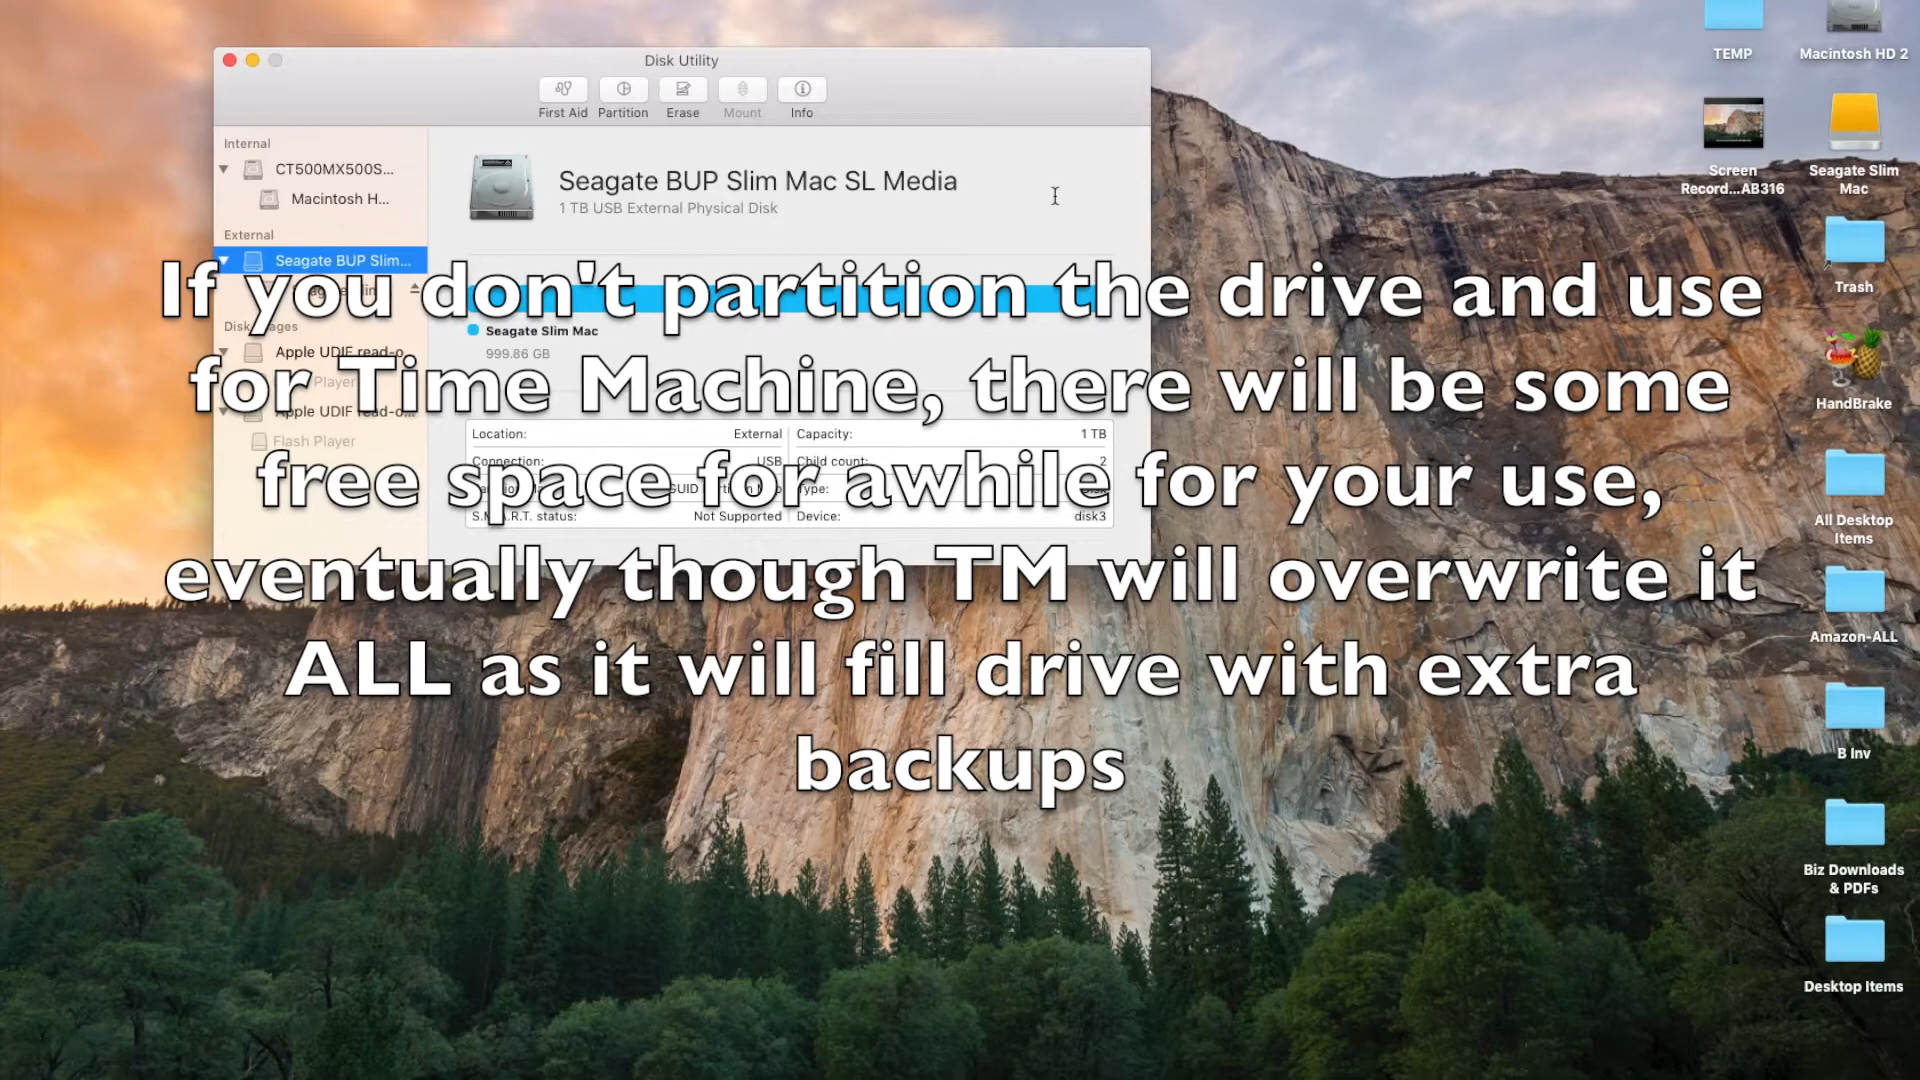 Disk Utility
First Aid
Partition
Erase
Mount
Info
Internal
CT500MX500S...
Macintosh H...
External
Seagate BUP Slim...
Apple UDIF read-o...
Player
Apple UDIF read-o...
Flash Player
Seagate BUP Slim Mac SL Media
1 TB USB External Physical Disk
Seagate Slim Mac
999.86 GB
Location: External
Capacity: 1 TB
Connection: USB
Child count: 2
Type:
S.M.A.R.T. status: Not Supported
Device: disk3
If you don't partition the drive and use
for Time Machine, there will be some
free space for awhile for your use,
eventually though TM will overwrite it
ALL as it will fill drive with extra
backups
TEMP
Macintosh HD 2
Screen
Record...AB316
Seagate Slim
Mac
Trash
HandBrake
All Desktop
Items
Amazon-ALL
B Inv
Biz Downloads
& PDFs
Desktop Items